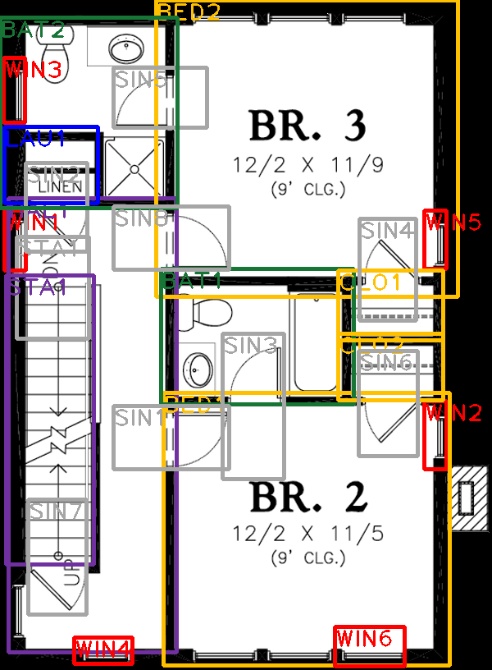 BED2
BAT2
WIN3
SIN5
BR. 3
12/2 X 11/9
(9' CLG.)
LAU1
SIN2
LINEN
WIN1
SIN8
WIN5
SIN4
STA1
BAT1
CLO1
STA1
SIN3
CLO2
SIN6
SIN1
WIN2
BR. 2
12/2 X 11/5
(9' CLG.)
SIN7
UP
WIN4
WIN6